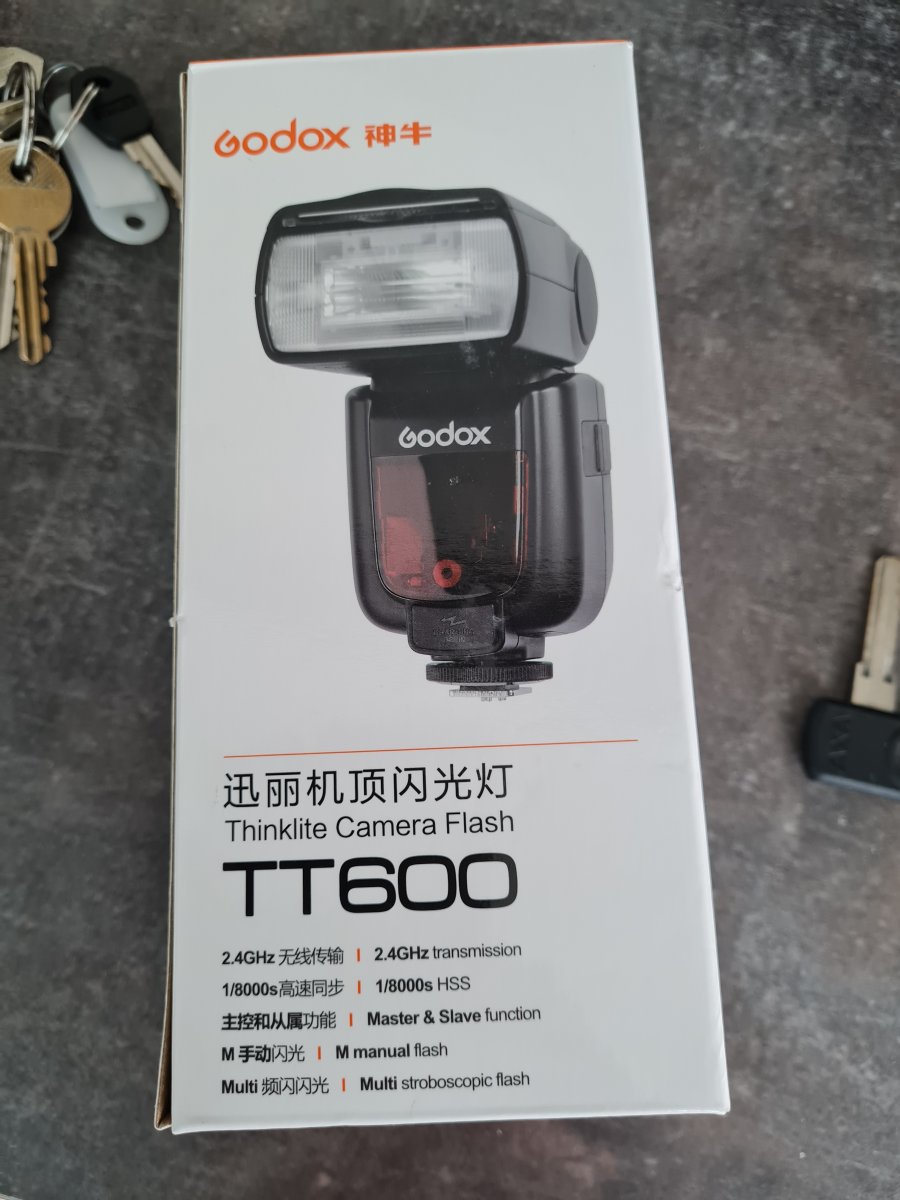 Godox 神牛
Godox
迅丽机顶闪光灯
Thinklite Camera Flash
TT600
2.4GHz 无线传输 | 2.4GHz transmission
1/8000s高速同步 | 1/8000s HSS
主控和从属功能 | Master & Slave function
M 手动闪光 | M manual flash
Multi 频闪闪光 | Multi stroboscopic flash